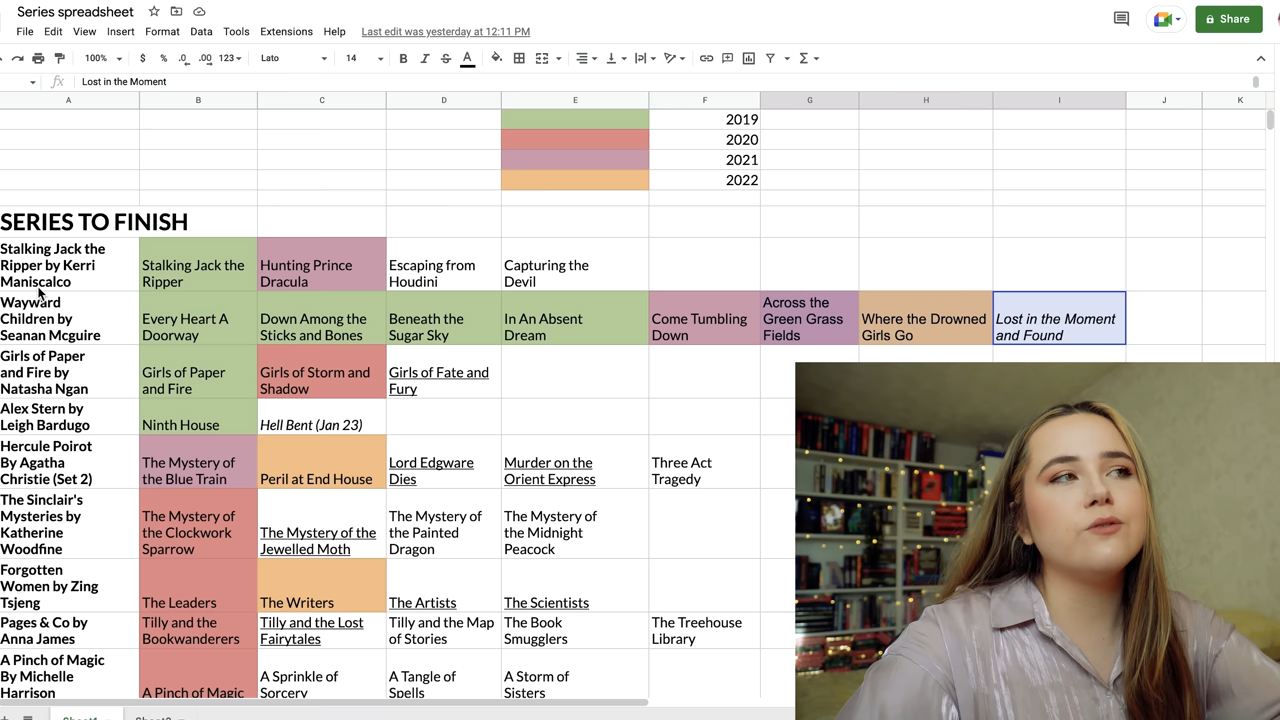 Series spreadsheet
File Edit View Insert Format Data Tools Extensions Help Last edit was yesterday at 12:11 PM
Share
100% $ % .0 .00 123 Lato 14 B I S A
fx Lost in the Moment
A B C D E F G H I J K
2019
2020
2021
2022
SERIES TO FINISH
Stalking Jack the
Ripper by Kerri
Maniscalco
Stalking Jack the
Ripper
Hunting Prince
Dracula
Escaping from
Houdini
Capturing the
Devil
Wayward
Children by
Seanan Mcguire
Every Heart A
Doorway
Down Among the
Sticks and Bones
Beneath the
Sugar Sky
In An Absent
Dream
Come Tumbling
Down
Across the
Green Grass
Fields
Where the Drowned
Girls Go
Lost in the Moment
and Found
Girls of Paper
and Fire by
Natasha Ngan
Girls of Paper
and Fire
Girls of Storm and
Shadow
Girls of Fate and
Fury
Alex Stern by
Leigh Bardugo
Ninth House
Hell Bent (Jan 23)
Hercule Poirot
By Agatha
Christie (Set 2)
The Mystery of
the Blue Train
Peril at End House
Lord Edgware
Dies
Murder on the
Orient Express
Three Act
Tragedy
The Sinclair's
Mysteries by
Katherine
Woodfine
The Mystery of
the Clockwork
Sparrow
The Mystery of the
Jewelled Moth
The Mystery of
the Painted
Dragon
The Mystery of
the Midnight
Peacock
Forgotten
Women by Zing
Tsjeng
The Leaders
The Writers
The Artists
The Scientists
Pages & Co by
Anna James
Tilly and the
Bookwanderers
Tilly and the Lost
Fairytales
Tilly and the Map
of Stories
The Book
Smugglers
The Treehouse
Library
A Pinch of Magic
By Michelle
Harrison
A Pinch of Magic
A Sprinkle of
Sorcery
A Tangle of
Spells
A Storm of
Sisters
Sheet1 Sheet2